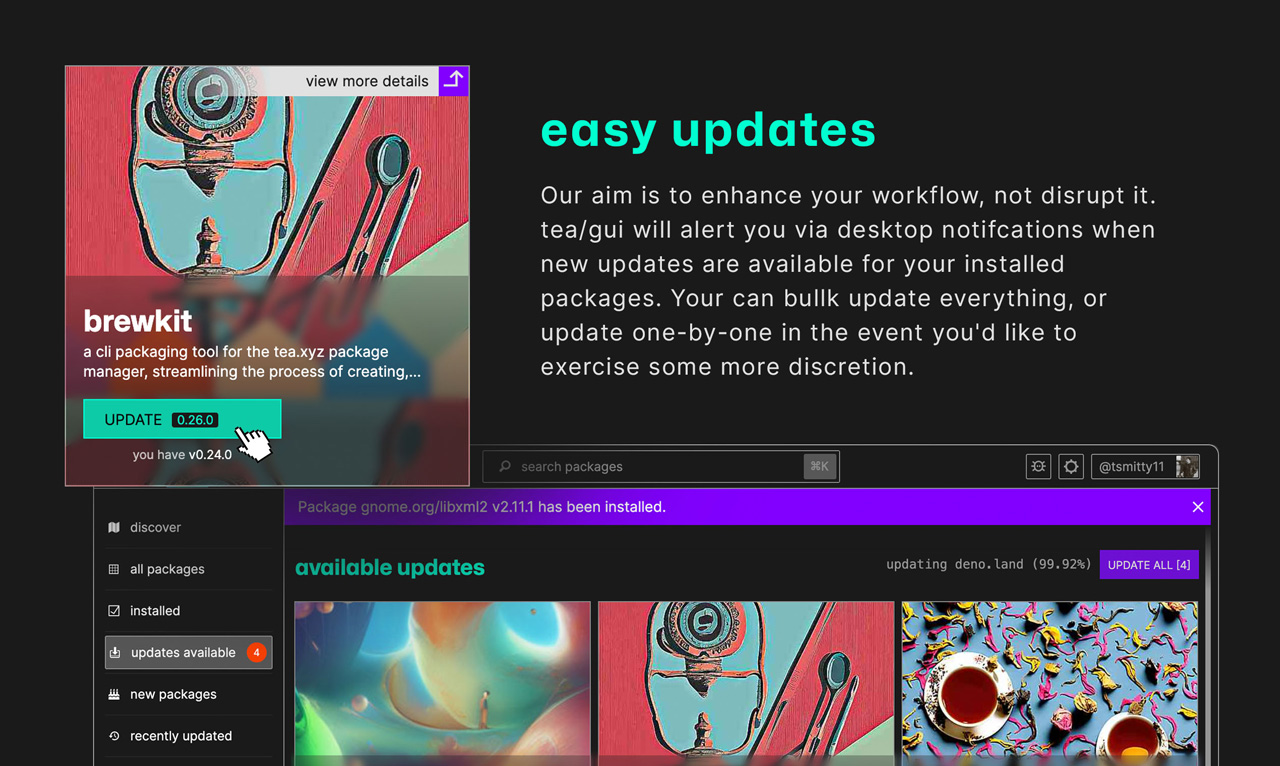 view more details
easy updates
Our aim is to enhance your workflow, not disrupt it.
tea/gui will alert you via desktop notifcations when
new updates are available for your installed
packages. Your can bullk update everything, or
update one-by-one in the event you'd like to
exercise some more discretion.
brewkit
a cli packaging tool for the tea.xyz package
manager, streamlining the process of creating,...
UPDATE 0.26.0
you have v0.24.0
search packages ⌘K
@tsmitty11
Package gnome.org/libxml2 v2.11.1 has been installed.
discover
all packages
installed
updates available 4
new packages
recently updated
available updates
updating deno.land (99.92%)
UPDATE ALL [4]